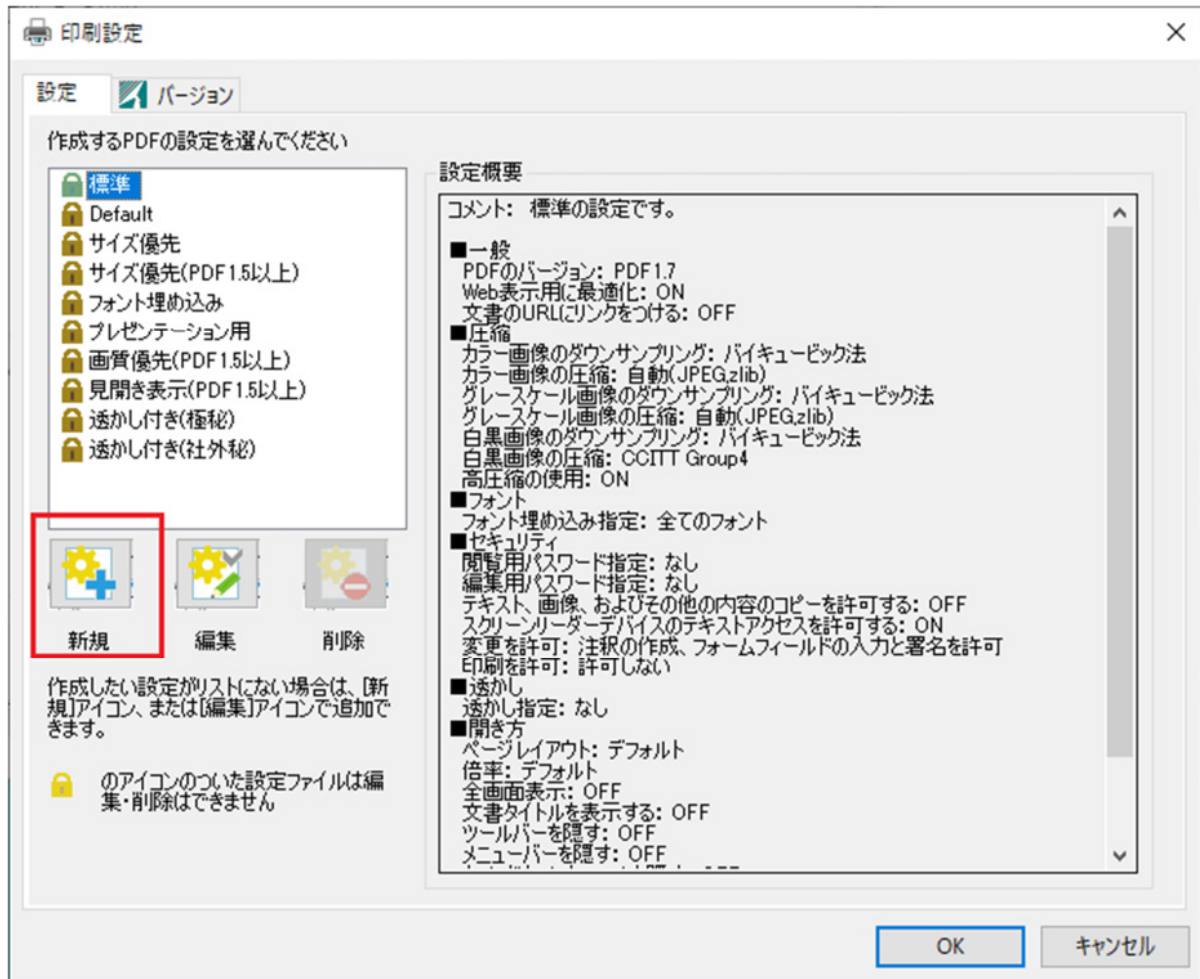 印刷設定
設定
バージョン
作成するPDFの設定を選んでください
標準
Default
サイズ優先
サイズ優先(PDF1.5以上)
フォント埋め込み
プレゼンテーション用
画質優先(PDF1.5以上)
見開き表示(PDF1.5以上)
透かし付き(極秘)
透かし付き(社外秘)
新規
編集
削除
作成したい設定がリストにない場合は、[新
規]アイコン、または[編集]アイコンで追加で
きます。
のアイコンのついた設定ファイルは編
集・削除はできません
設定概要
コメント: 標準の設定です。
■一般
PDFのバージョン: PDF1.7
Web表示用に最適化: ON
文書のURLにリンクをつける: OFF
■圧縮
カラー画像のダウンサンプリング: バイキュービック法
カラー画像の圧縮: 自動(JPEG,zlib)
グレースケール画像のダウンサンプリング: バイキュービック法
グレースケール画像の圧縮: 自動(JPEG,zlib)
白黒画像のダウンサンプリング: バイキュービック法
白黒画像の圧縮: CCITT Group4
高圧縮の使用: ON
■フォント
フォント埋め込み指定: 全てのフォント
■セキュリティ
閲覧用パスワード指定: なし
編集用パスワード指定: なし
テキスト、画像、およびその他の内容のコピーを許可する: OFF
スクリーンリーダーデバイスのテキストアクセスを許可する: ON
変更を許可: 注釈の作成、フォームフィールドの入力と署名を許可
印刷を許可: 許可しない
■透かし
透かし指定: なし
■開き方
ページレイアウト: デフォルト
倍率: デフォルト
全画面表示: OFF
文書タイトルを表示する: OFF
ツールバーを隠す: OFF
メニューバーを隠す: OFF
OK
キャンセル